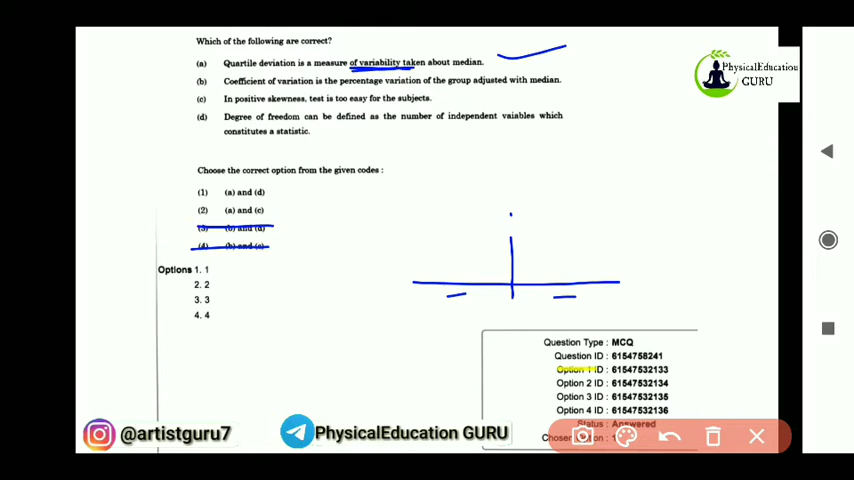 Which of the following are correct?
(a) Quartile deviation is a measure of variability taken about median.
(b) Coefficient of variation is the percentage variation of the group adjusted with median.
(c) In positive skewness, test is too easy for the subjects.
(d) Degree of freedom can be defined as the number of independent vaiables which
constitutes a statistic.
PhysicalEducation
GURU
Choose the correct option from the given codes :
(1) (a) and (d)
(2) (a) and (c)
(3) (b) and (d)
(4) (b) and (c)
Options 1. 1
2. 2
3. 3
4. 4
Question Type : MCQ
Question ID : 6154758241
Option 1 ID : 61547532133
Option 2 ID : 61547532134
Option 3 ID : 61547532135
Option 4 ID : 61547532136
Status : Answered
@artistguru7
PhysicalEducation GURU